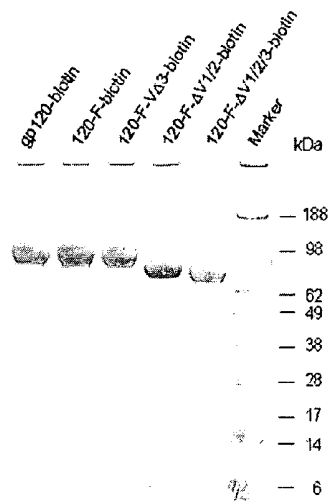 gp120-biotin
120-F-biotin
120-F-VΔ3-biotin
120-F-ΔV1/2-biotin
120-F-ΔV1/2/3-biotin
Marker
kDa
188
98
62
49
38
28
17
14
6